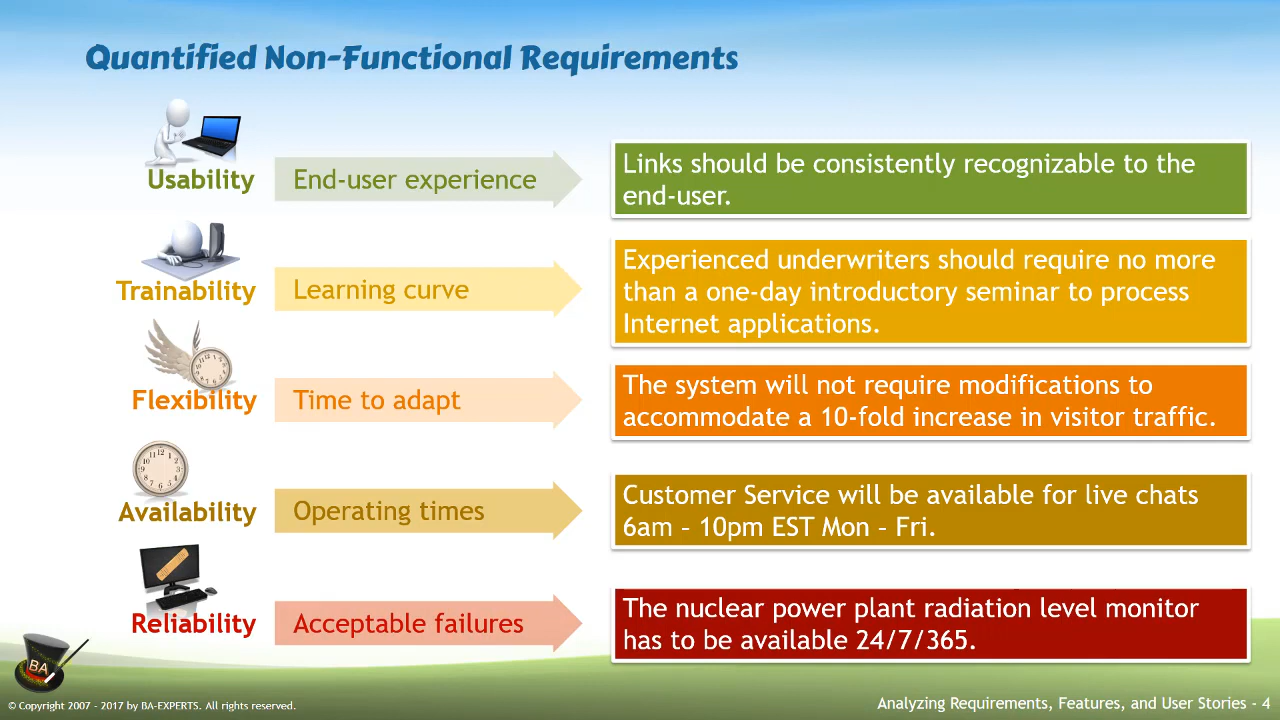 Quantified Non-Functional Requirements
Usability
End-user experience
Links should be consistently recognizable to the
end-user.
Trainability
Learning curve
Experienced underwriters should require no more
than a one-day introductory seminar to process
Internet applications.
Flexibility
Time to adapt
The system will not require modifications to
accommodate a 10-fold increase in visitor traffic.
Availability
Operating times
Customer Service will be available for live chats
6am – 10pm EST Mon – Fri.
Reliability
Acceptable failures
The nuclear power plant radiation level monitor
has to be available 24/7/365.
BA
© Copyright 2007 - 2017 by BA-EXPERTS. All rights reserved.
Analyzing Requirements, Features, and User Stories - 4